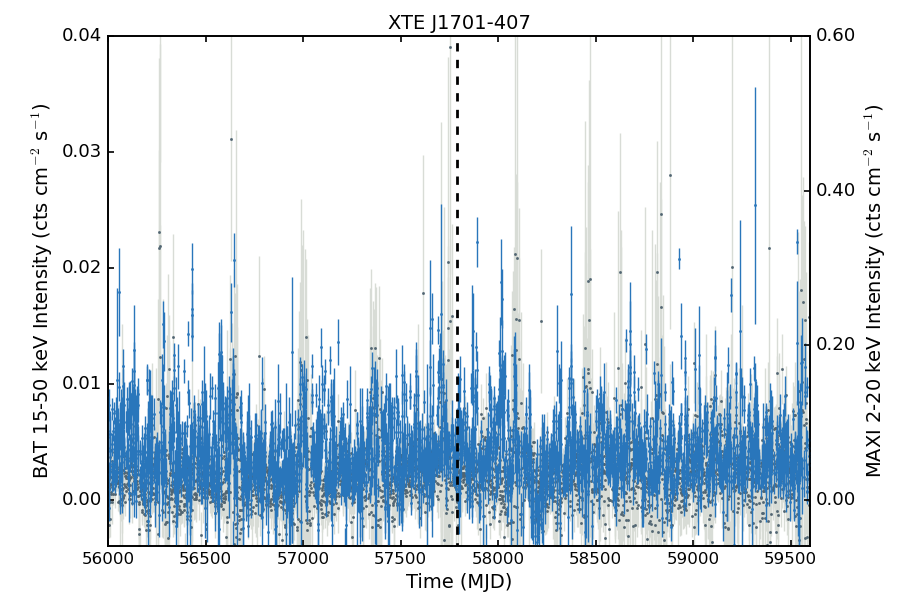 XTE J1701-407
BAT 15-50 keV Intensity (cts cm⁻² s⁻¹)
0.04
0.03
0.02
0.01
0.00
0.60
0.40
0.20
0.00
MAXI 2-20 keV Intensity (cts cm⁻² s⁻¹)
56000 56500 57000 57500 58000 58500 59000 59500
Time (MJD)